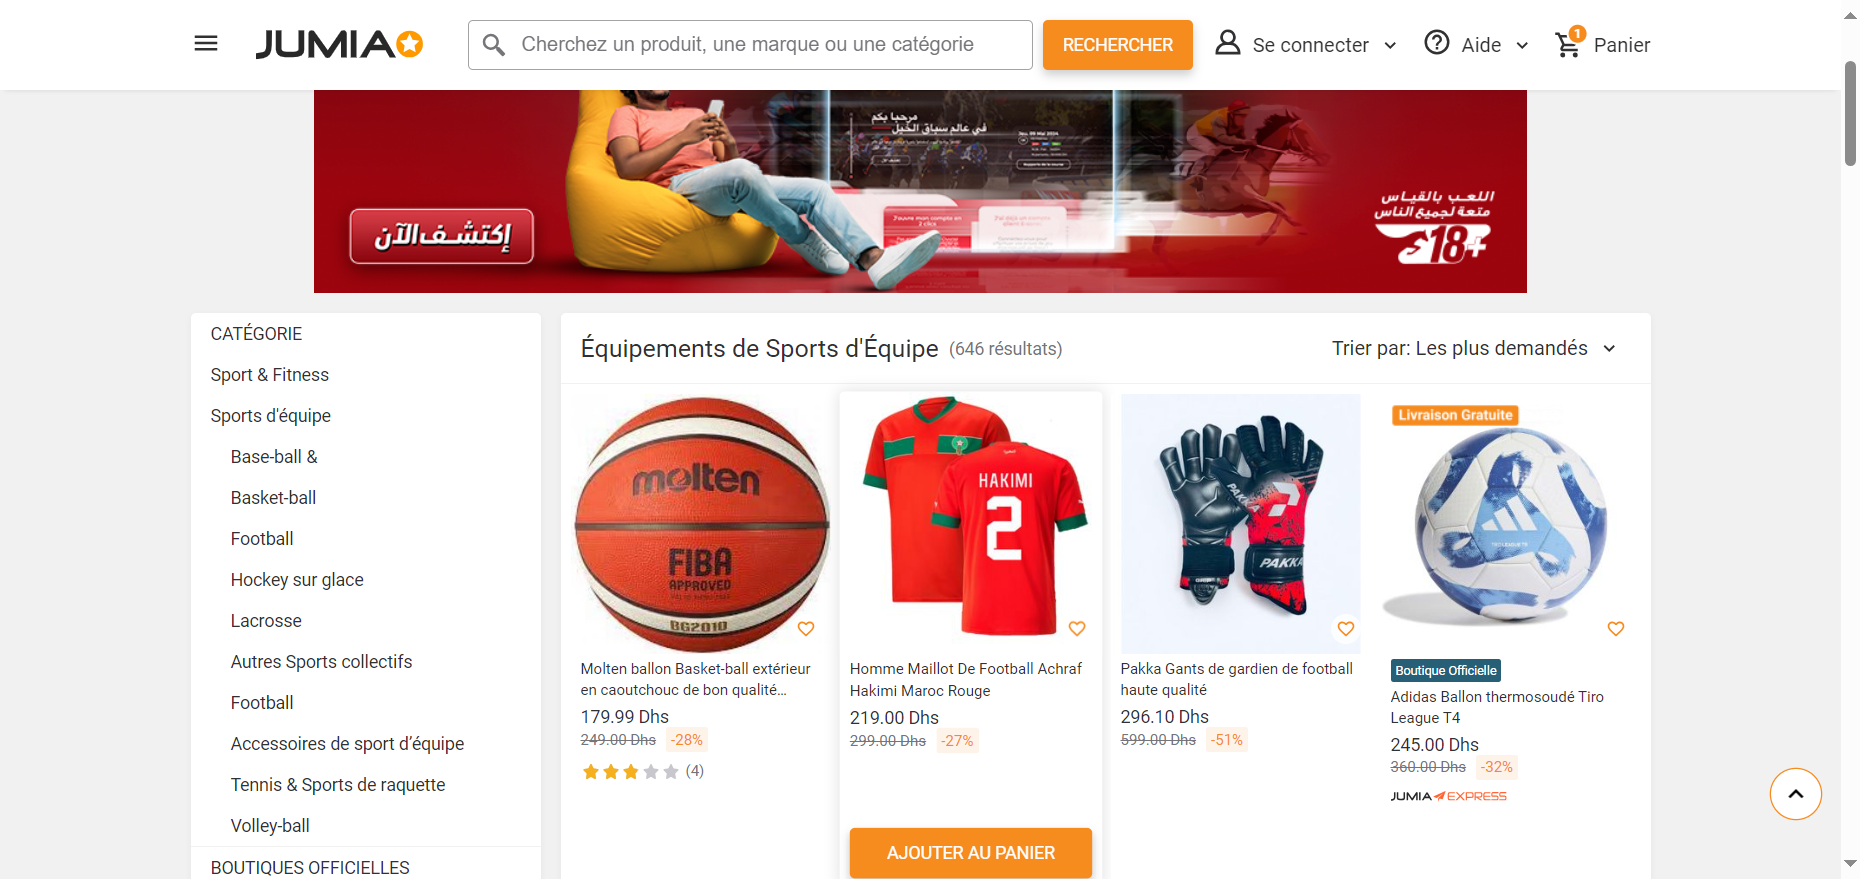 JUMIA
Cherchez un produit, une marque ou une catégorie
RECHERCHER
Se connecter
Aide
1
Panier
مرحبا بكم
في عالم سباق الخيل
إكتشف الآن
اللعب بالقياس
متعة لجميع الناس
18+
CATÉGORIE
Sport & Fitness
Sports d'équipe
Base-ball &
Basket-ball
Football
Hockey sur glace
Lacrosse
Autres Sports collectifs
Football
Accessoires de sport d’équipe
Tennis & Sports de raquette
Volley-ball
BOUTIQUES OFFICIELLES
Équipements de Sports d'Équipe (646 résultats)
Trier par: Les plus demandés
molten
FIBA
APPROVED
BG2010
Molten ballon Basket-ball extérieur
en caoutchouc de bon qualité...
179.99 Dhs
249.00 Dhs -28%
(4)
HAKIMI
2
Homme Maillot De Football Achraf
Hakimi Maroc Rouge
219.00 Dhs
299.00 Dhs -27%
AJOUTER AU PANIER
PAKKA
Pakka Gants de gardien de football
haute qualité
296.10 Dhs
599.00 Dhs -51%
Livraison Gratuite
Boutique Officielle
Adidas Ballon thermosoudé Tiro
League T4
245.00 Dhs
360.00 Dhs -32%
JUMIA EXPRESS